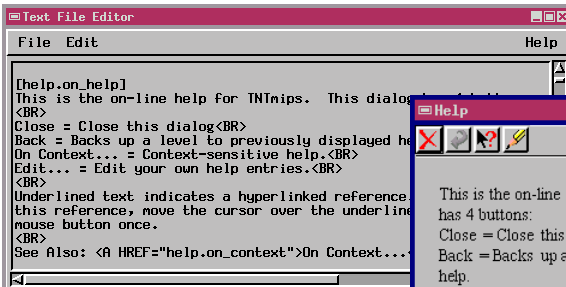 Text File Editor
File Edit Help
[help.on_help]
This is the on-line help for TNTmips. This dialog
<BR>
Close = Close this dialog<BR>
Back = Backs up a level to previously displayed he
On Context... = Context-sensitive help.<BR>
Edit... = Edit your own help entries.<BR>
<BR>
Underlined text indicates a hyperlinked reference.
this reference, move the cursor over the underline
mouse button once.
<BR>
See Also: <A HREF="help.on_context">On Context...<
Help
This is the on-line
has 4 buttons:
Close = Close this
Back = Backs up a
help.